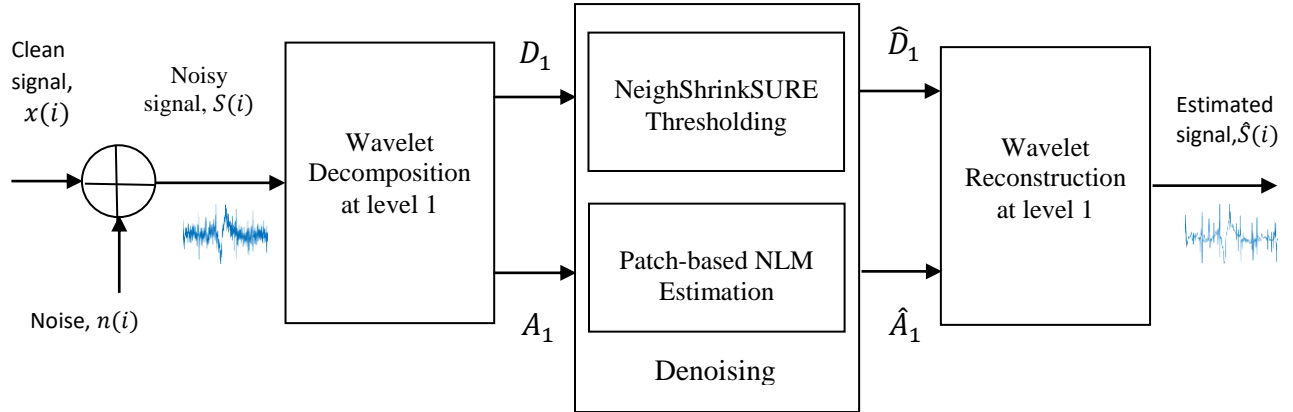 Clean
signal,
x(i)
Noisy
signal, S(i)
Noise, n(i)
Wavelet
Decomposition
at level 1
D₁
A₁
NeighShrinkSURE
Thresholding
Patch-based NLM
Estimation
Denoising
D̂₁
Â₁
Wavelet
Reconstruction
at level 1
Estimated
signal,Ŝ(i)